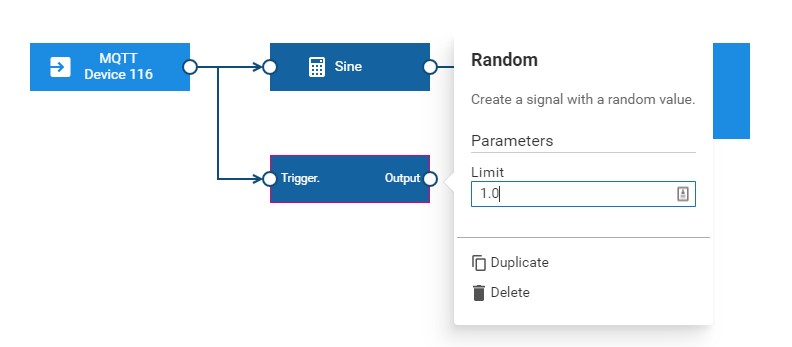 MQTT
Device 116
Sine
Trigger.
Output
Random
Create a signal with a random value.
Parameters
Limit
1.0
Duplicate
Delete